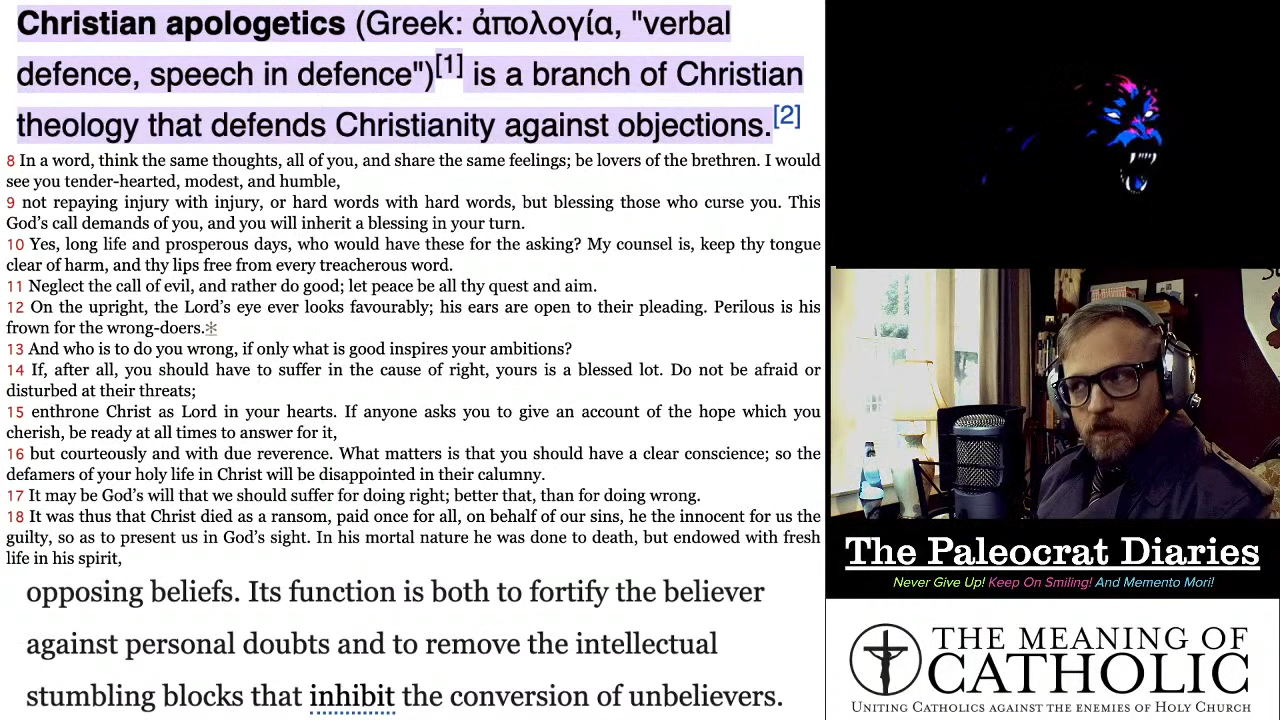 Christian apologetics (Greek: ἀπολογία, "verbal
defence, speech in defence")[1] is a branch of Christian
theology that defends Christianity against objections.[2]
8 In a word, think the same thoughts, all of you, and share the same feelings; be lovers of the brethren. I would
see you tender-hearted, modest, and humble,
9 not repaying injury with injury, or hard words with hard words, but blessing those who curse you. This
God’s call demands of you, and you will inherit a blessing in your turn.
10 Yes, long life and prosperous days, who would have these for the asking? My counsel is, keep thy tongue
clear of harm, and thy lips free from every treacherous word.
11 Neglect the call of evil, and rather do good; let peace be all thy quest and aim.
12 On the upright, the Lord’s eye ever looks favourably; his ears are open to their pleading. Perilous is his
frown for the wrong-doers.*
13 And who is to do you wrong, if only what is good inspires your ambitions?
14 If, after all, you should have to suffer in the cause of right, yours is a blessed lot. Do not be afraid or
disturbed at their threats;
15 enthrone Christ as Lord in your hearts. If anyone asks you to give an account of the hope which you
cherish, be ready at all times to answer for it,
16 but courteously and with due reverence. What matters is that you should have a clear conscience; so the
defamers of your holy life in Christ will be disappointed in their calumny.
17 It may be God’s will that we should suffer for doing right; better that, than for doing wrong.
18 It was thus that Christ died as a ransom, paid once for all, on behalf of our sins, he the innocent for us the
guilty, so as to present us in God’s sight. In his mortal nature he was done to death, but endowed with fresh
life in his spirit,
opposing beliefs. Its function is both to fortify the believer
against personal doubts and to remove the intellectual
stumbling blocks that inhibit the conversion of unbelievers.
The Paleocrat Diaries
Never Give Up! Keep On Smiling! And Memento Mori!
THE MEANING OF
CATHOLIC
UNITING CATHOLICS AGAINST THE ENEMIES OF HOLY CHURCH